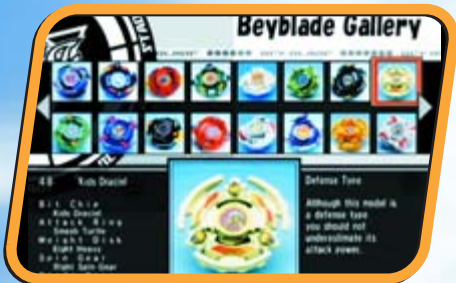 Beyblade Gallery
48 Kids Draciel
Bit Chip
Kids Draciel
Attack Ring
Smash Turtle
Weight Disk
Eight Heavy
Spin Gear
Right Spin Gear
Defense Type
Although this model is
a defense type
you should not
underestimate its
attack power.